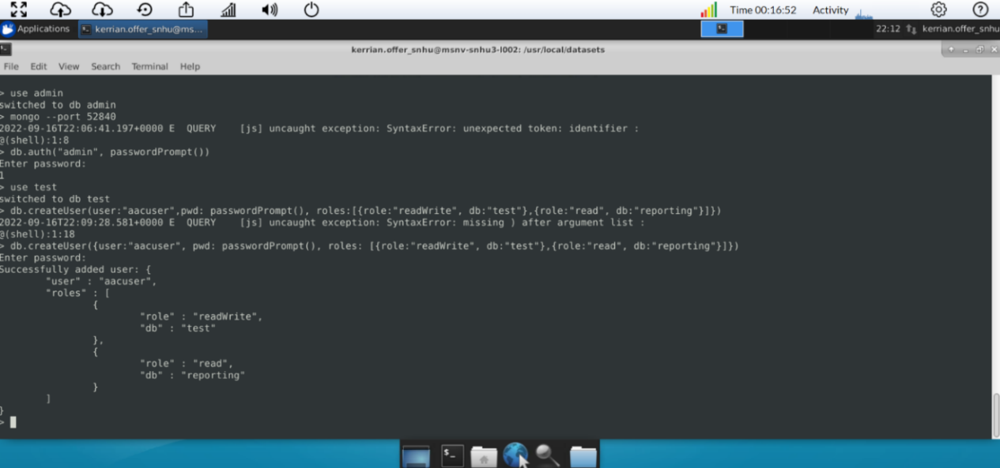 Time 00:16:52 Activity
Applications kerrian.offer_snhu@ms... 22:12 kerrian.offer_snhu
kerrian.offer_snhu@msnv-snhu3-l002: /usr/local/datasets
File Edit View Search Terminal Help
> use admin
switched to db admin
> mongo --port 52840
2022-09-16T22:06:41.197+0000 E QUERY [js] uncaught exception: SyntaxError: unexpected token: identifier :
@(shell):1:8
> db.auth("admin", passwordPrompt())
Enter password:
1
> use test
switched to db test
> db.createUser(user:"aacuser",pwd: passwordPrompt(), roles:[{role:"readWrite", db:"test"},{role:"read", db:"reporting"}]})
2022-09-16T22:09:28.581+0000 E QUERY [js] uncaught exception: SyntaxError: missing ) after argument list :
@(shell):1:18
> db.createUser({user:"aacuser", pwd: passwordPrompt(), roles: [{role:"readWrite", db:"test"},{role:"read", db:"reporting"}]})
Enter password:
Successfully added user: {
"user" : "aacuser",
"roles" : [
{
"role" : "readWrite",
"db" : "test"
},
{
"role" : "read",
"db" : "reporting"
}
]
}
>